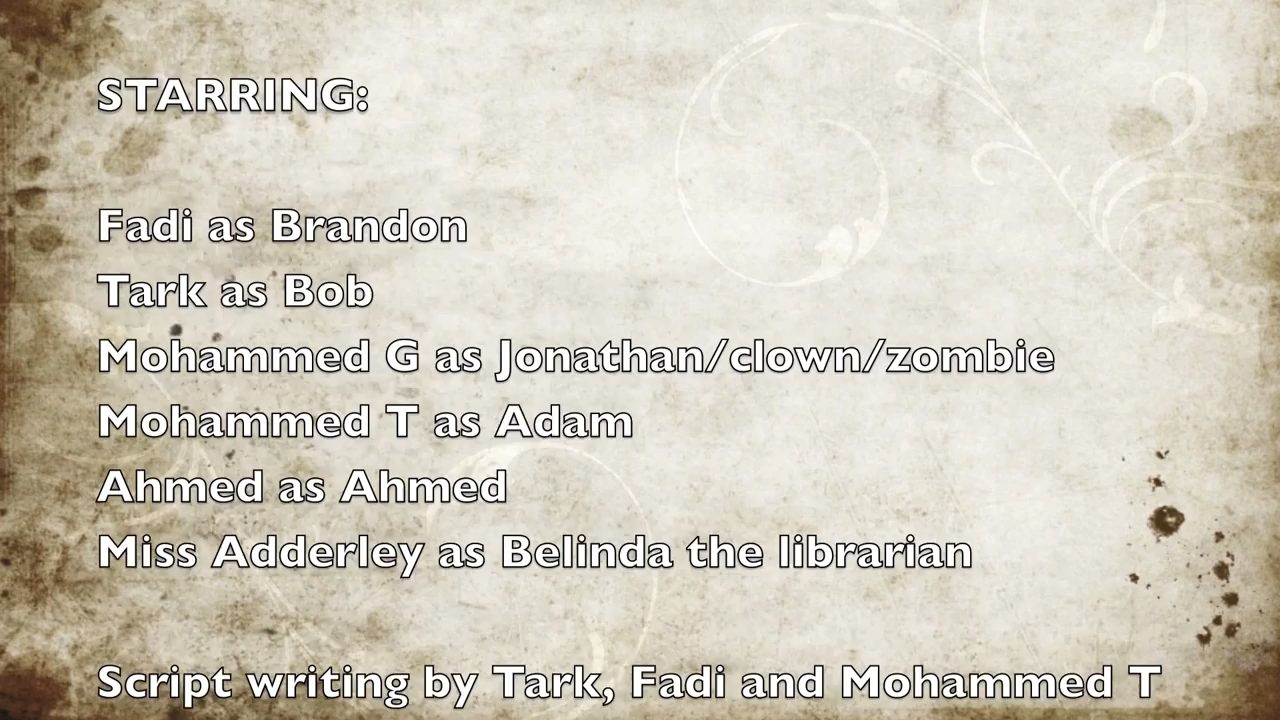 STARRING:
Fadi as Brandon
Tark as Bob
Mohammed G as Jonathan/clown/zombie
Mohammed T as Adam
Ahmed as Ahmed
Miss Adderley as Belinda the librarian
Script writing by Tark, Fadi and Mohammed T